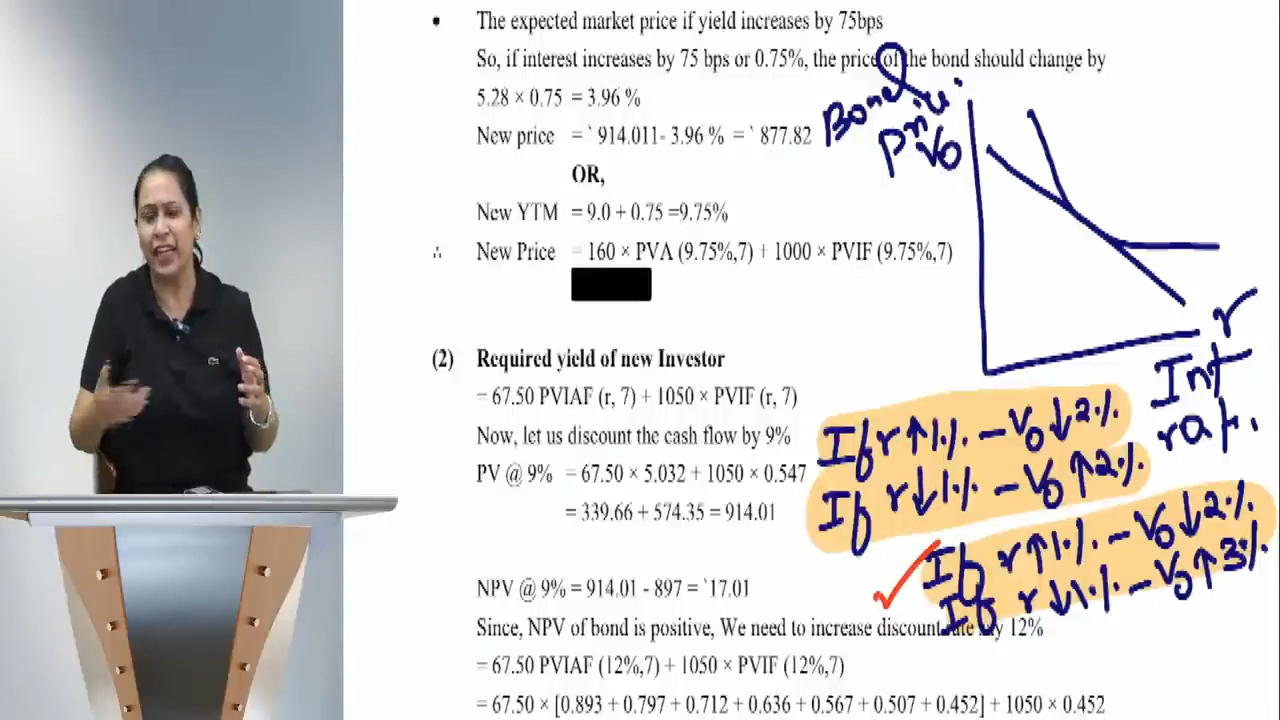 • The expected market price if yield increases by 75bps
So, if interest increases by 75 bps or 0.75%, the price of the bond should change by
5.28 × 0.75 = 3.96 %
New price = ` 914.011- 3.96 % = ` 877.82
OR,
New YTM = 9.0 + 0.75 =9.75%
∴ New Price = 160 × PVA (9.75%,7) + 1000 × PVIF (9.75%,7)
(2) Required yield of new Investor
= 67.50 PVIAF (r, 7) + 1050 × PVIF (r, 7)
Now, let us discount the cash flow by 9%
PV @ 9% = 67.50 × 5.032 + 1050 × 0.547
= 339.66 + 574.35 = 914.01
NPV @ 9% = 914.01 - 897 = `17.01
Since, NPV of bond is positive, We need to increase discount rate say 12%
= 67.50 PVIAF (12%,7) + 1050 × PVIF (12%,7)
= 67.50 × [0.893 + 0.797 + 0.712 + 0.636 + 0.567 + 0.507 + 0.452] + 1050 × 0.452
Bond
V0
r
Int
rat.
If r ↑ 1% – V0 ↓ 2%
If r ↓ 1% – V0 ↑ 2%
If r ↑ 1% – V0 ↓ 2%
If r ↓ 1% – V0 ↑ 3%